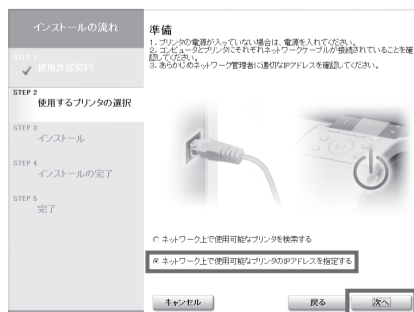 インストールの流れ
STEP 1
使用許諾契約
STEP 2
使用するプリンタの選択
STEP 3
インストール
STEP 4
インストールの完了
STEP 5
完了
準備
1. プリンタの電源が入っていない場合は、電源を入れてください。
2. コンピュータとプリンタにそれぞれネットワークケーブルが接続されていることを確
認してください。
3. あらかじめネットワーク管理者に適切なIPアドレスを確認してください。
ネットワーク上で使用可能なプリンタを検索する
ネットワーク上で使用可能なプリンタのIPアドレスを指定する
キャンセル
戻る
次へ